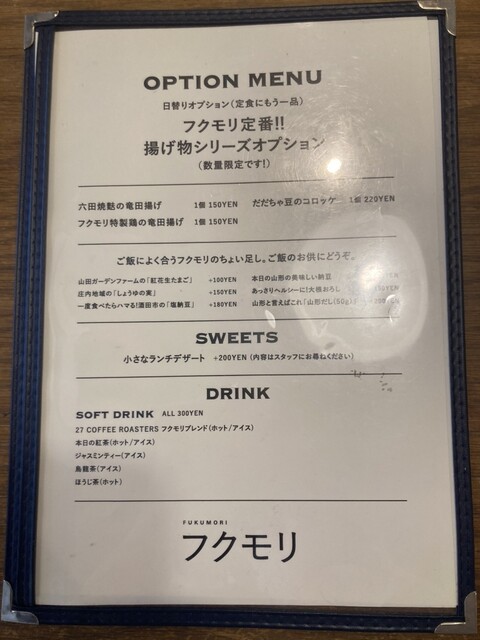 OPTION MENU
日替りオプション(定食にもう一品)
フクモリ定番!!
揚げ物シリーズオプション
(数量限定です!)
六田焼麩の竜田揚げ 1個 150YEN だだちゃ豆のコロッケ 1個 220YEN
フクモリ特製鶏の竜田揚げ 1個 150YEN
ご飯によく合うフクモリのちょい足し。ご飯のお供にどうぞ。
山田ガーデンファームの「紅花生たまご」 +100YEN 本日の山形の美味しい納豆 +100YEN
庄内地域の「しょうゆの実」 +150YEN あっさりヘルシーに!大根おろし
一度食べたらハマる!酒田市の「塩納豆」 +180YEN 山形と言えばこれ「山形だし(50g)」
SWEETS
小さなランチデザート +200YEN (内容はスタッフにお尋ねください)
DRINK
SOFT DRINK ALL 300YEN
27 COFFEE ROASTERS フクモリブレンド(ホット/アイス)
本日の紅茶(ホット/アイス)
ジャスミンティー(アイス)
烏龍茶(アイス)
ほうじ茶(ホット)
FUKUMORI
フクモリ